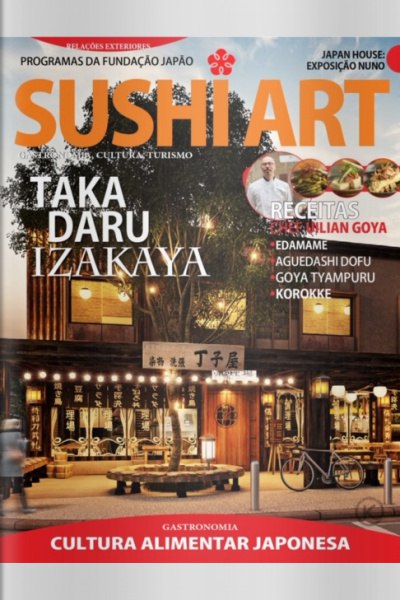 RELAÇÕES EXTERIORES
PROGRAMAS DA FUNDAÇÃO JAPÃO
JAPAN HOUSE:
EXPOSIÇÃO NUNO
SUSHI ART
GASTRONOMIA, CULTURA, TURISMO
TAKA
DARU
IZAKAYA
RECEITAS
CHEF UILIAN GOYA
• EDAMAME
• AGUEDASHI DOFU
• GOYA TYAMPURU
• KOROKKE
丁子屋
GASTRONOMIA
CULTURA ALIMENTAR JAPONESA